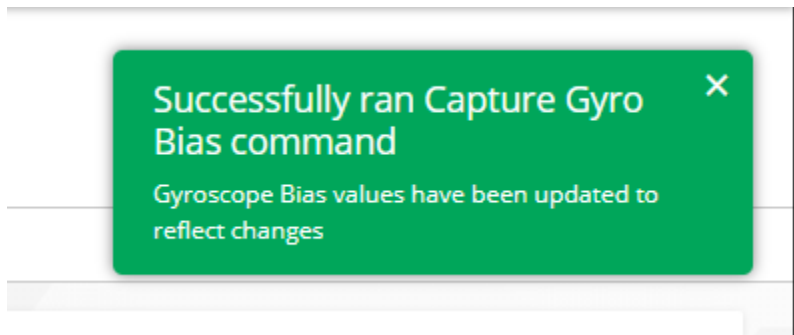 Successfully ran Capture Gyro
Bias command
Gyroscope Bias values have been updated to
reflect changes